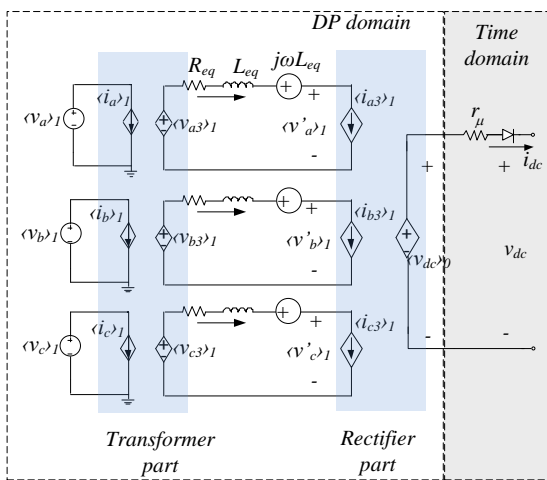 DP domain
Time domain
R_eq L_eq jωL_eq
⟨v_a⟩_1 + - ⟨i_a⟩_1 + - ⟨v_a3⟩_1 + ⟨v'_a⟩_1 - ⟨i_a3⟩_1
⟨v_b⟩_1 + - ⟨i_b⟩_1 + - ⟨v_b3⟩_1 + ⟨v'_b⟩_1 - ⟨i_b3⟩_1
⟨v_c⟩_1 + - ⟨i_c⟩_1 + - ⟨v_c3⟩_1 + ⟨v'_c⟩_1 - ⟨i_c3⟩_1
+ + - ⟨v_dc⟩_0 -
r_μ
i_dc
+
v_dc
-
Transformer part
Rectifier part